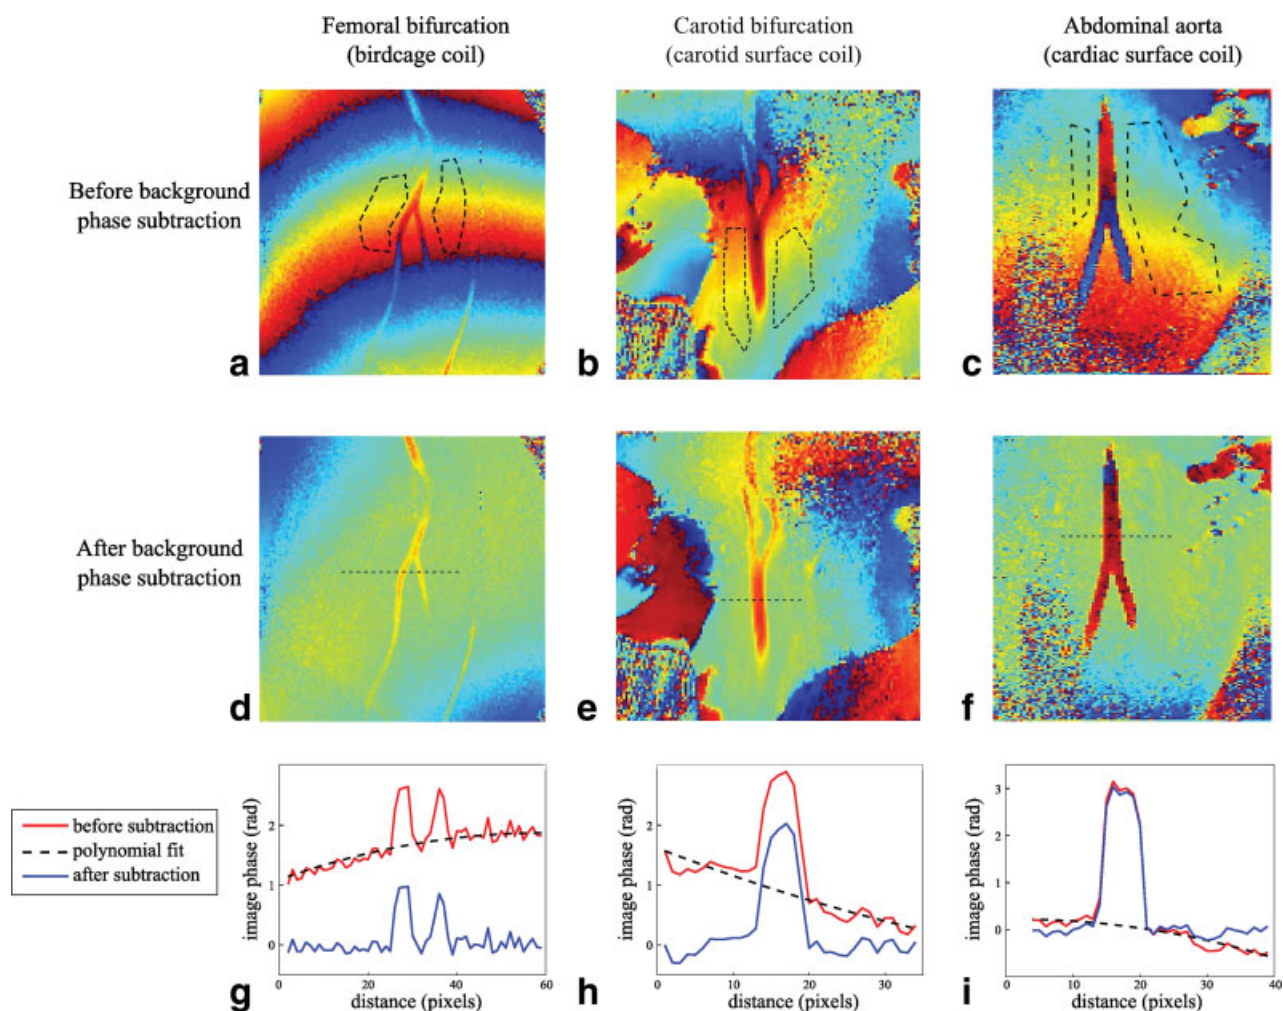 Femoral bifurcation
(birdcage coil)
Carotid bifurcation
(carotid surface coil)
Abdominal aorta
(cardiac surface coil)
Before background
phase subtraction
a
b
c
After background
phase subtraction
d
e
f
before subtraction
polynomial fit
after subtraction
image phase (rad)
2
1
0
0
20
40
60
distance (pixels)
g
image phase (rad)
2
1
0
0
10
20
30
distance (pixels)
h
image phase (rad)
3
2
1
0
0
10
20
30
40
distance (pixels)
i